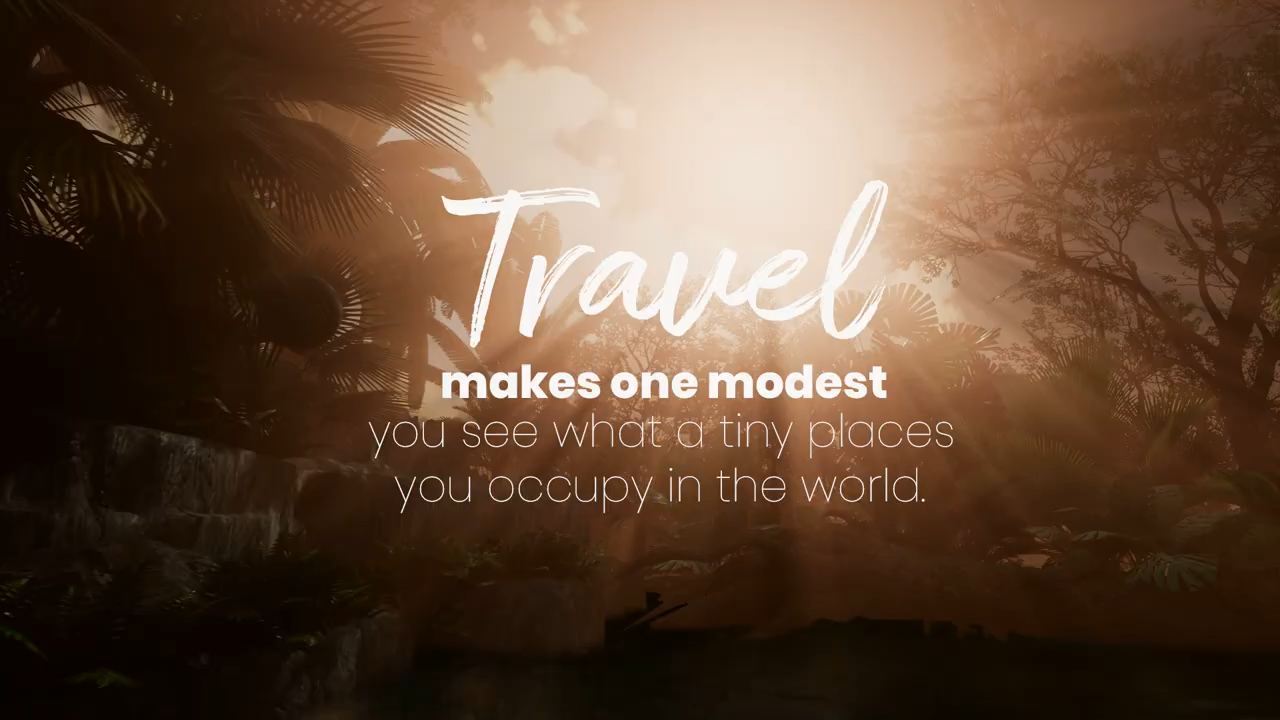 Travel
makes one modest
you see what a tiny places
you occupy in the world.